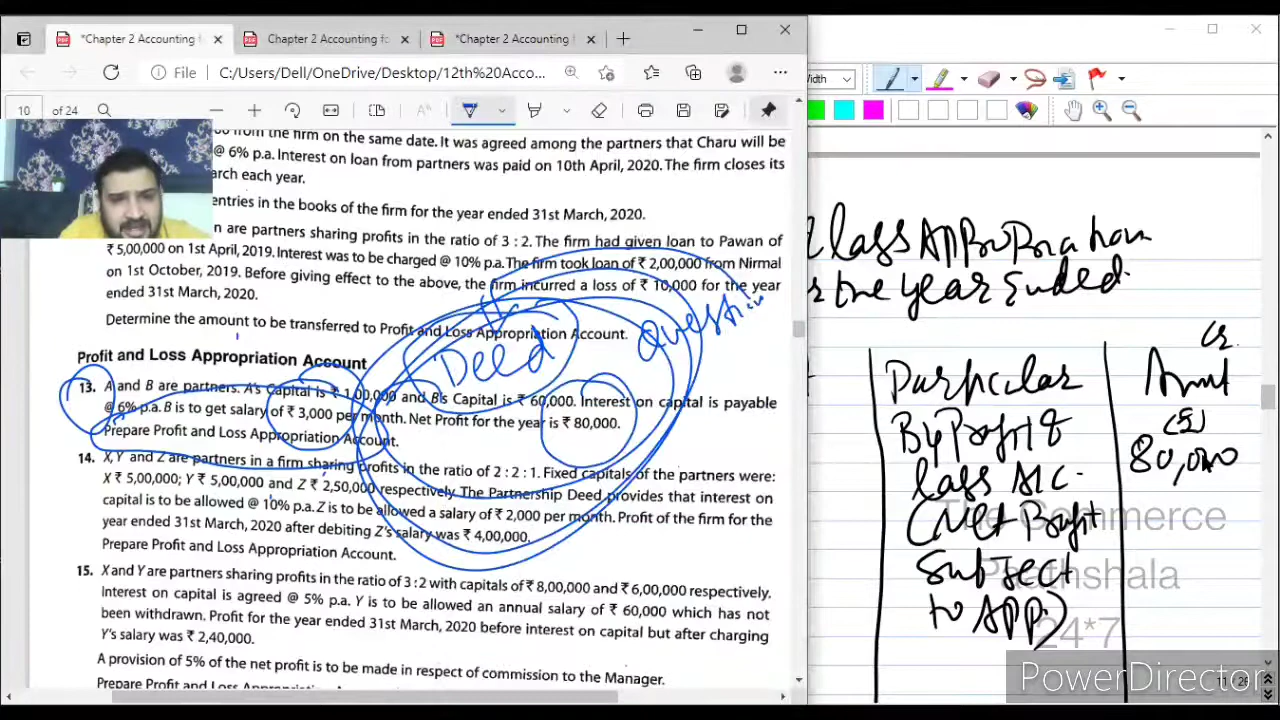 *Chapter 2 Accounting f
Chapter 2 Accounting fo
*Chapter 2 Accounting f
File
C:/Users/Dell/OneDrive/Desktop/12th%20Acco...
10 of 24
from the firm on the same date. It was agreed among the partners that Charu will be
@ 6% p.a. Interest on loan from partners was paid on 10th April, 2020. The firm closes its
arch each year.
entries in the books of the firm for the year ended 31st March, 2020.
n are partners sharing profits in the ratio of 3 : 2. The firm had given loan to Pawan of
₹ 5,00,000 on 1st April, 2019. Interest was to be charged @ 10% p.a. The firm took loan of ₹ 2,00,000 from Nirmal
on 1st October, 2019. Before giving effect to the above, the firm incurred a loss of ₹ 10,000 for the year
ended 31st March, 2020.
Determine the amount to be transferred to Profit and Loss Appropriation Account.
Question
Deed
Profit and Loss Appropriation Account
13. A and B are partners. A's Capital is ₹ 1,00,000 and B's Capital is ₹ 60,000. Interest on capital is payable
@ 6% p.a. B is to get salary of ₹ 3,000 per month. Net Profit for the year is ₹ 80,000.
Prepare Profit and Loss Appropriation Account.
14. X, Y and Z are partners in a firm sharing profits in the ratio of 2 : 2 : 1. Fixed capitals of the partners were:
X ₹ 5,00,000; Y ₹ 5,00,000 and Z ₹ 2,50,000 respectively. The Partnership Deed provides that interest on
capital is to be allowed @ 10% p.a. Z is to be allowed a salary of ₹ 2,000 per month. Profit of the firm for the
year ended 31st March, 2020 after debiting Z's salary was ₹ 4,00,000.
Prepare Profit and Loss Appropriation Account.
15. X and Y are partners sharing profits in the ratio of 3 : 2 with capitals of ₹ 8,00,000 and ₹ 6,00,000 respectively.
Interest on capital is agreed @ 5% p.a. Y is to be allowed an annual salary of ₹ 60,000 which has not
been withdrawn. Profit for the year ended 31st March, 2020 before interest on capital but after charging
Y's salary was ₹ 2,40,000.
A provision of 5% of the net profit is to be made in respect of commission to the Manager.
Prepare Profit and Loss Appropriation
Width
Loss Appropriation
the year Ended
Cr.
Particular
Amt
(₹)
By Profit &
80,000
Loss A/C
(Net Profit
Subject
to APP.)
The Commerce
Paathshala
24*7
PowerDirector